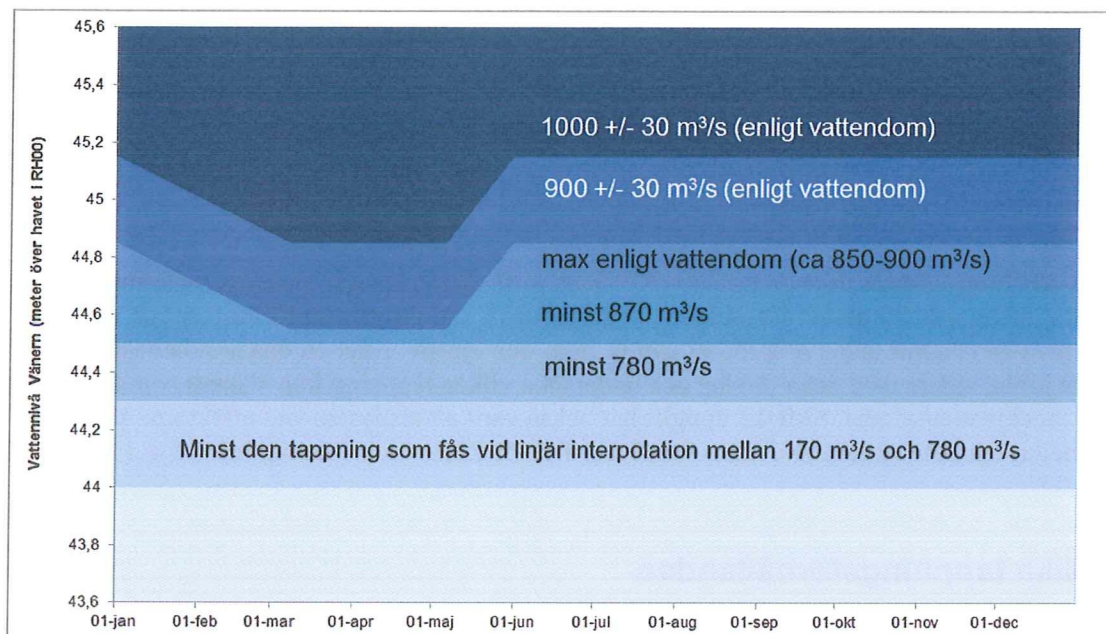 45,6
45,4
45,2
45
44,8
44,6
44,4
44,2
44
43,8
43,6
Vattennivå Vänern (meter över havet i RH00)
1000 +/- 30 m³/s (enligt vattendom)
900 +/- 30 m³/s (enligt vattendom)
max enligt vattendom (ca 850-900 m³/s)
minst 870 m³/s
minst 780 m³/s
Minst den tappning som fås vid linjär interpolation mellan 170 m³/s och 780 m³/s
01-jan 01-feb 01-mar 01-apr 01-maj 01-jun 01-jul 01-aug 01-sep 01-okt 01-nov 01-dec